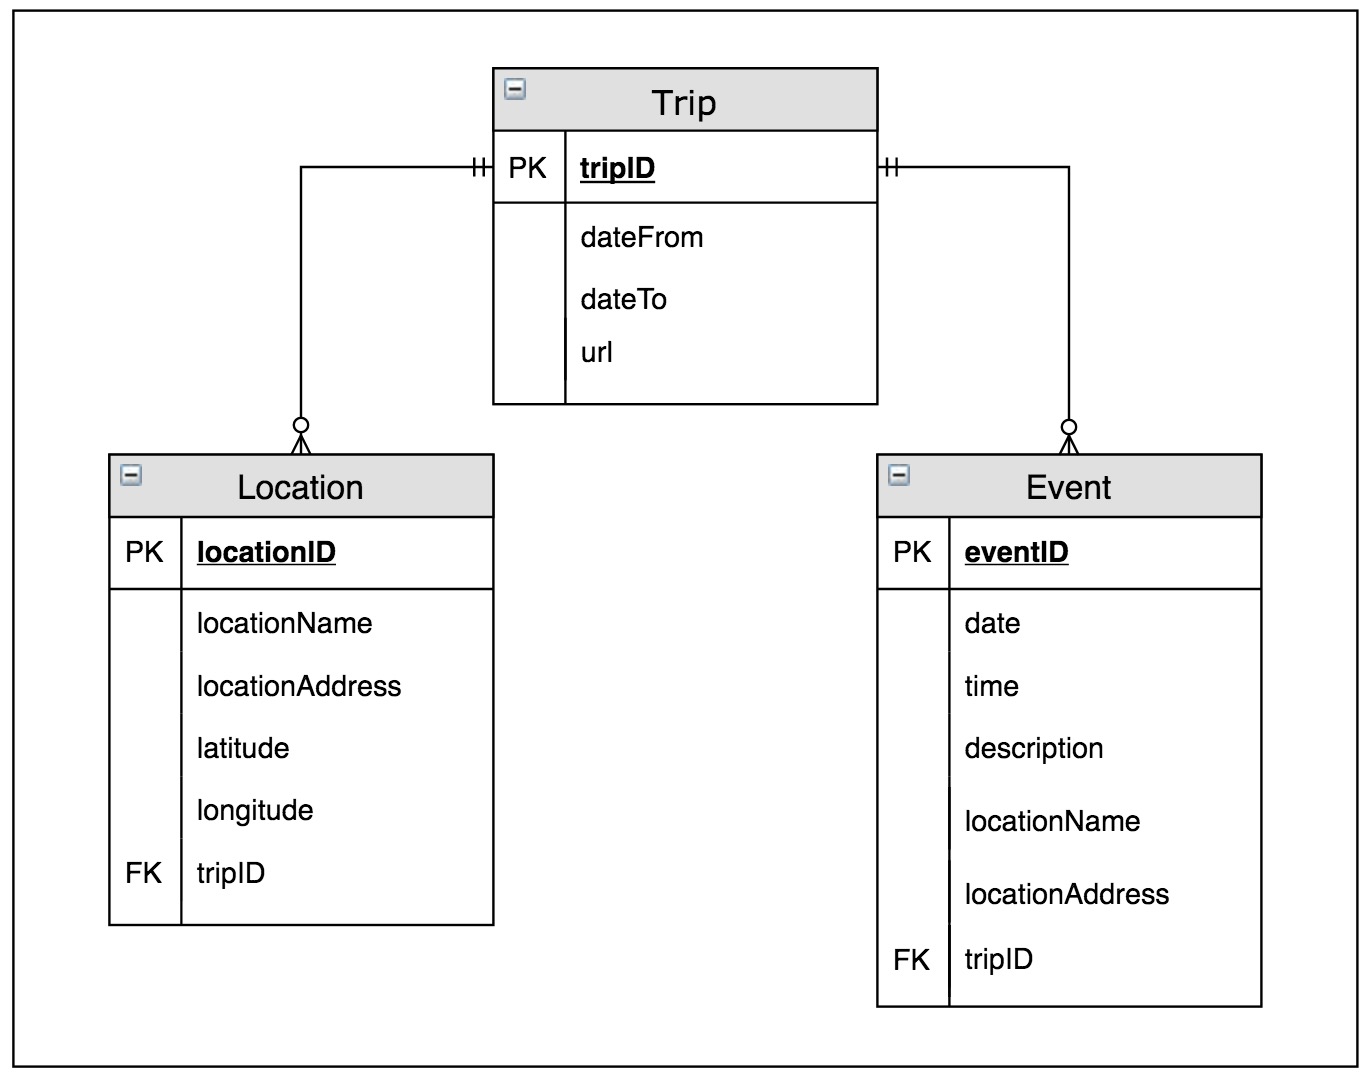 Trip
PK tripID
dateFrom
dateTo
url
Location
PK locationID
locationName
locationAddress
latitude
longitude
FK tripID
Event
PK eventID
date
time
description
locationName
locationAddress
FK tripID